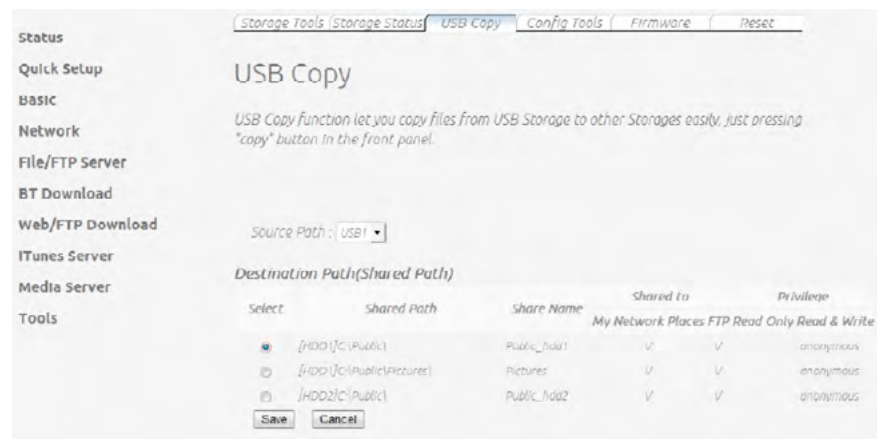 Storage Tools Storage Status USB Copy Config Tools Firmware Reset
Status
Quick Setup
Basic
Network
File/FTP Server
BT Download
Web/FTP Download
ITunes Server
Media Server
Tools
USB Copy
USB Copy function let you copy files from USB Storage to other Storages easily, just pressing
"copy" button in the front panel.
Source Path : USB1
Destination Path(Shared Path)
Select Shared Path Share Name Shared to Privilege
My Network Places FTP Read Only Read & Write
[HDD1]C:\Public\ Public_hdd1 V V anonymous
[HDD1]C:\Public\Pictures\ Pictures V V anonymous
[HDD2]C:\Public\ Public_hdd2 V V anonymous
Save Cancel